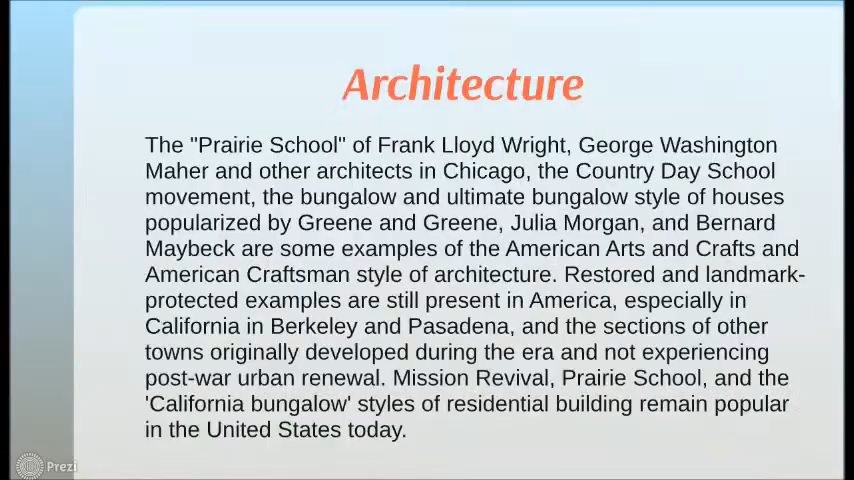 Architecture
The "Prairie School" of Frank Lloyd Wright, George Washington
Maher and other architects in Chicago, the Country Day School
movement, the bungalow and ultimate bungalow style of houses
popularized by Greene and Greene, Julia Morgan, and Bernard
Maybeck are some examples of the American Arts and Crafts and
American Craftsman style of architecture. Restored and landmark-
protected examples are still present in America, especially in
California in Berkeley and Pasadena, and the sections of other
towns originally developed during the era and not experiencing
post-war urban renewal. Mission Revival, Prairie School, and the
'California bungalow' styles of residential building remain popular
in the United States today.
Prezi